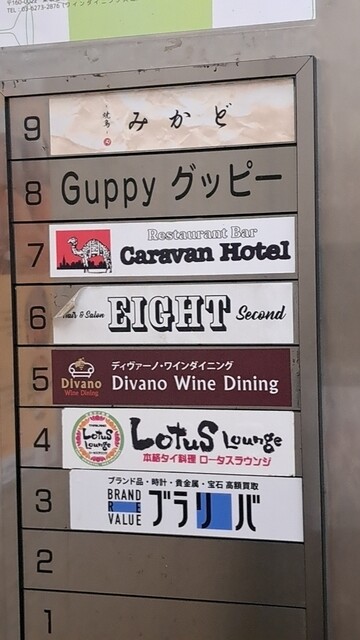 TEL : 03-6273-2876
9 焼鳥 みかど
8 Guppy グッピー
7 Restaurant Bar
Caravan Hotel
6 Hair & Salon EIGHT Second
5 Divano
Wine Dining
ディヴァーノ・ワインダイニング
Divano Wine Dining
4 Lotus
Lounge
Lotus Lounge
本格タイ料理 ロータスラウンジ
3 ブランド品・時計・貴金属・宝石 高額買取
BRAND
RE
VALUE
ブラリバ
2
1